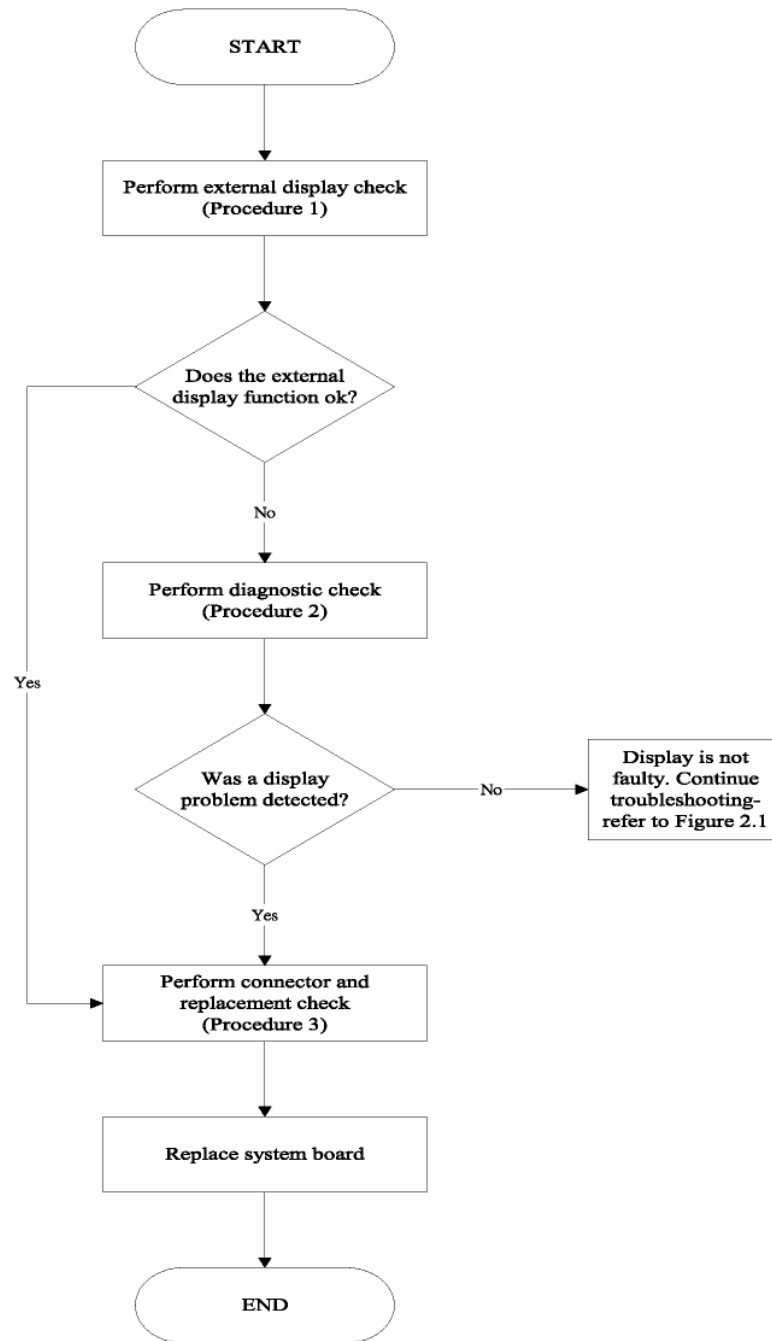 START
Perform external display check
(Procedure 1)
Does the external
display function ok?
No
Perform diagnostic check
(Procedure 2)
Yes
Was a display
problem detected?
No
Display is not
faulty. Continue
troubleshooting-
refer to Figure 2.1
Yes
Perform connector and
replacement check
(Procedure 3)
Replace system board
END